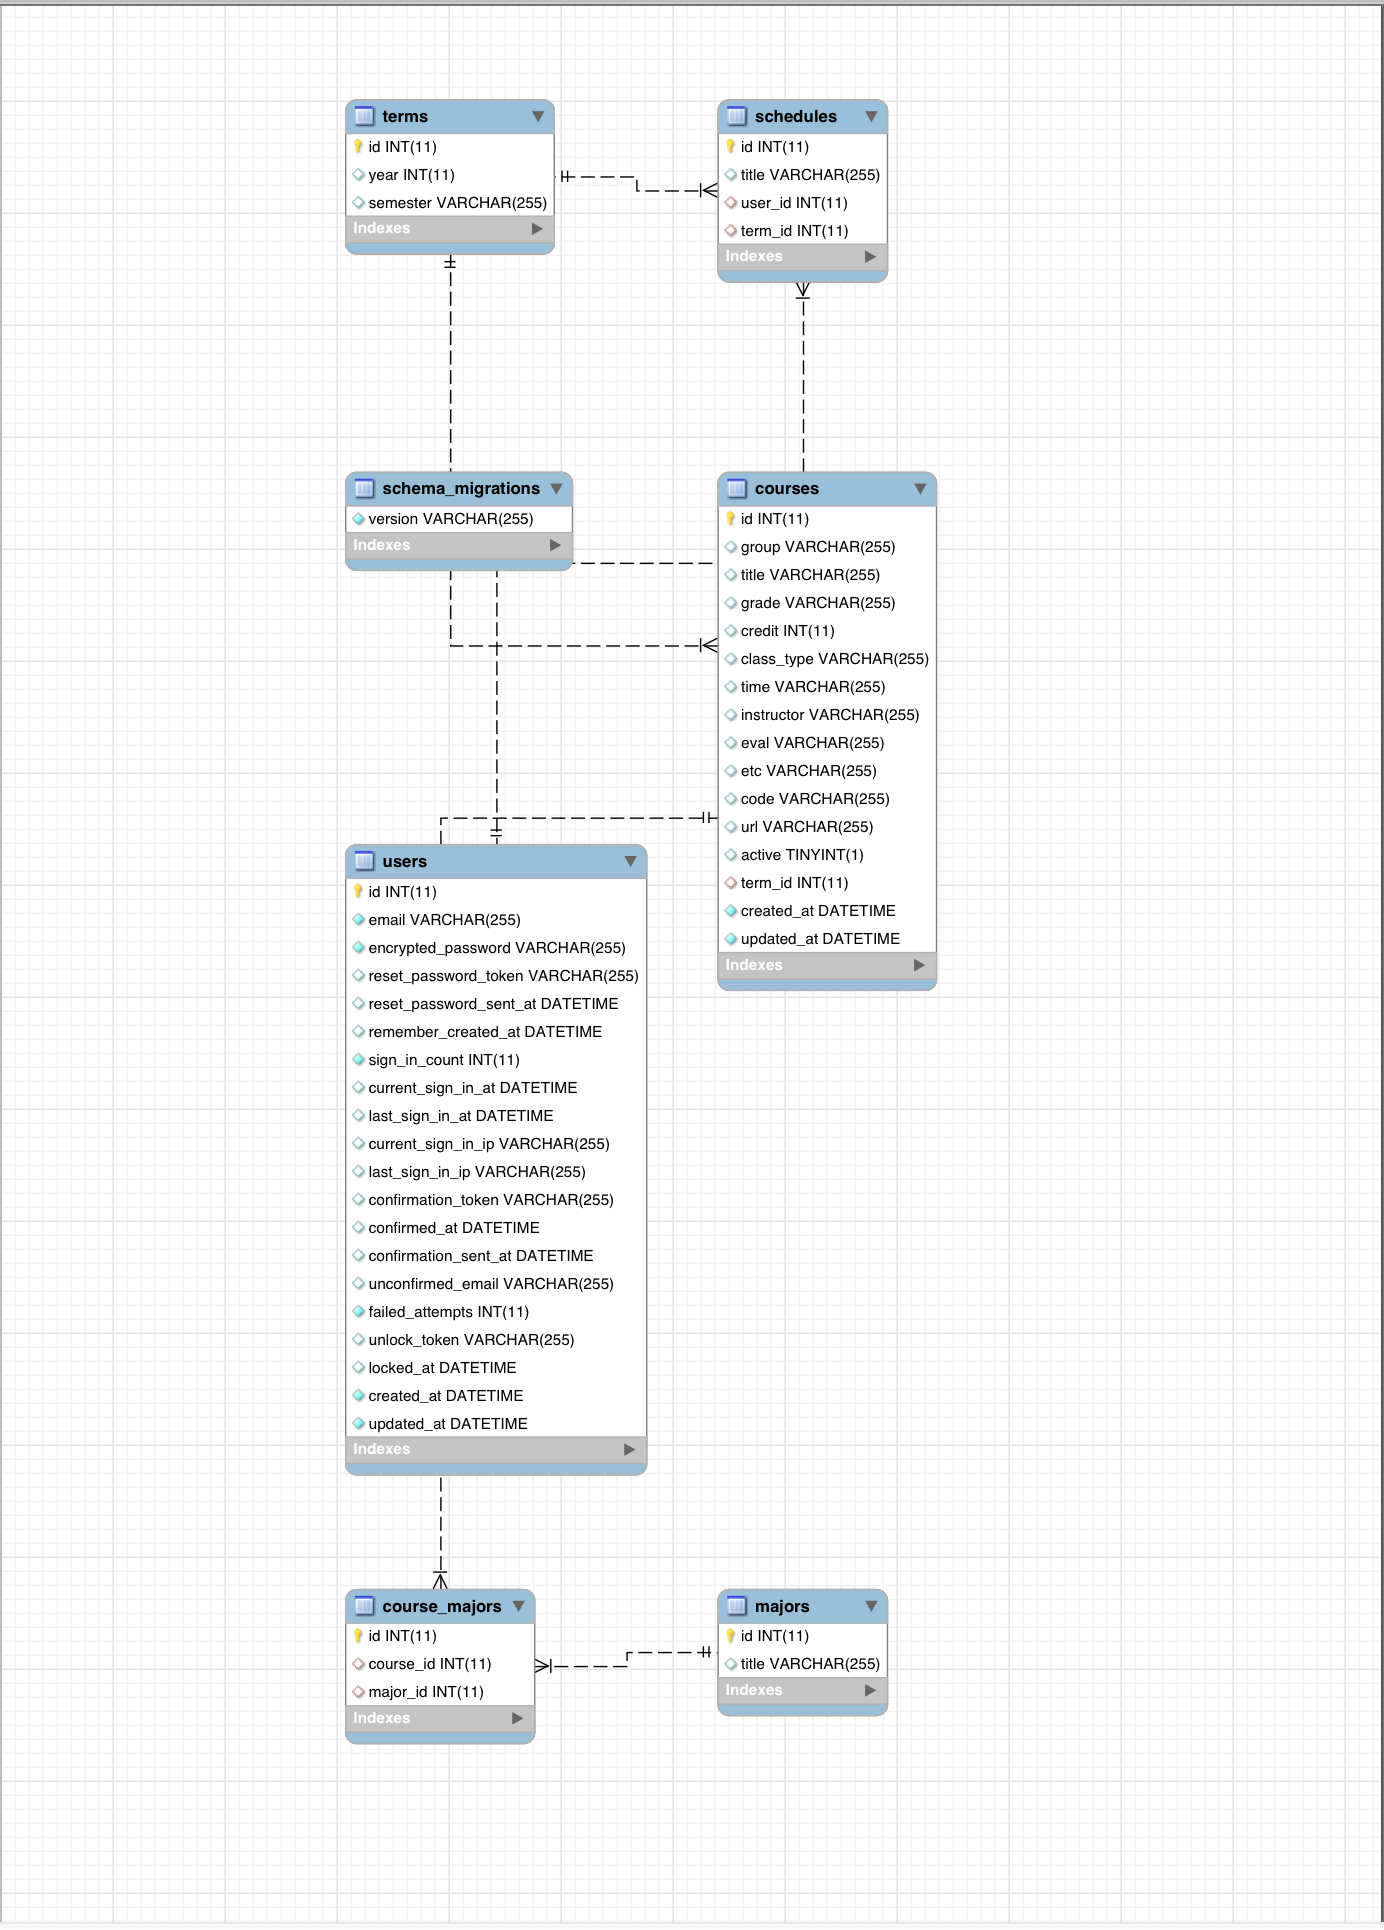 terms
id INT(11)
year INT(11)
semester VARCHAR(255)
Indexes
schedules
id INT(11)
title VARCHAR(255)
user_id INT(11)
term_id INT(11)
Indexes
schema_migrations
version VARCHAR(255)
Indexes
courses
id INT(11)
group VARCHAR(255)
title VARCHAR(255)
grade VARCHAR(255)
credit INT(11)
class_type VARCHAR(255)
time VARCHAR(255)
instructor VARCHAR(255)
eval VARCHAR(255)
etc VARCHAR(255)
code VARCHAR(255)
url VARCHAR(255)
active TINYINT(1)
term_id INT(11)
created_at DATETIME
updated_at DATETIME
Indexes
users
id INT(11)
email VARCHAR(255)
encrypted_password VARCHAR(255)
reset_password_token VARCHAR(255)
reset_password_sent_at DATETIME
remember_created_at DATETIME
sign_in_count INT(11)
current_sign_in_at DATETIME
last_sign_in_at DATETIME
current_sign_in_ip VARCHAR(255)
last_sign_in_ip VARCHAR(255)
confirmation_token VARCHAR(255)
confirmed_at DATETIME
confirmation_sent_at DATETIME
unconfirmed_email VARCHAR(255)
failed_attempts INT(11)
unlock_token VARCHAR(255)
locked_at DATETIME
created_at DATETIME
updated_at DATETIME
Indexes
course_majors
id INT(11)
course_id INT(11)
major_id INT(11)
Indexes
majors
id INT(11)
title VARCHAR(255)
Indexes